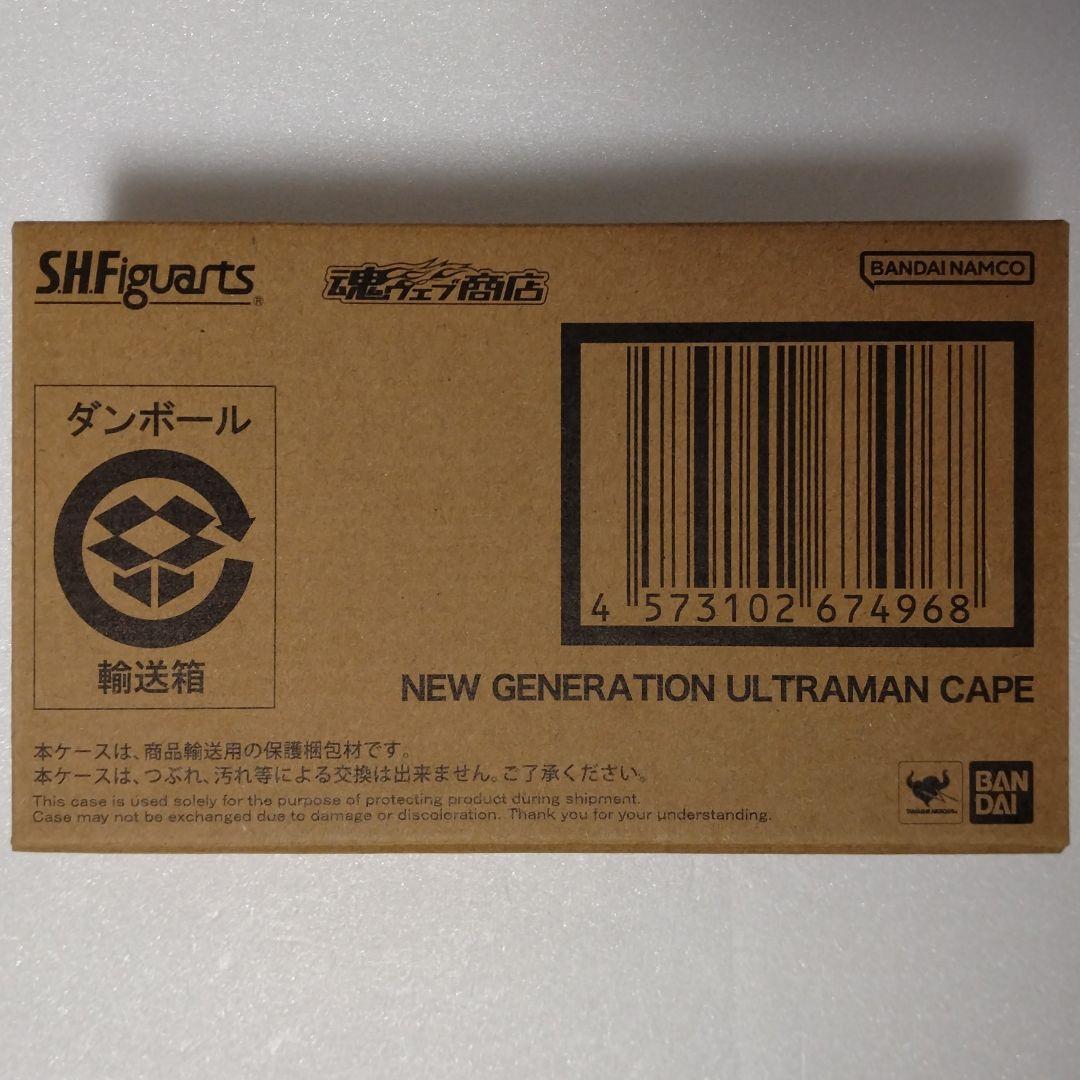 S.H.Figuarts®
魂ウェブ商店
BANDAI NAMCO
ダンボール
輸送箱
4 573102 674968
NEW GENERATION ULTRAMAN CAPE
本ケースは、商品輸送用の保護梱包材です。
本ケースは、つぶれ、汚れ等による交換は出来ません。ご了承ください。
This case is used solely for the purpose of protecting product during shipment.
Case may not be exchanged due to damage or discoloration. Thank you for your understanding.
BAN
DAI